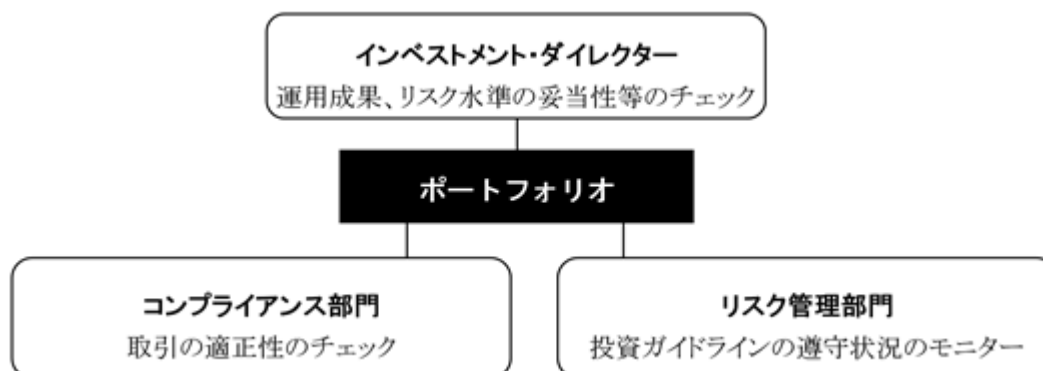 インベストメント・ダイレクター
運用成果、リスク水準の妥当性等のチェック
ポートフォリオ
コンプライアンス部門
取引の適正性のチェック
リスク管理部門
投資ガイドラインの遵守状況のモニター